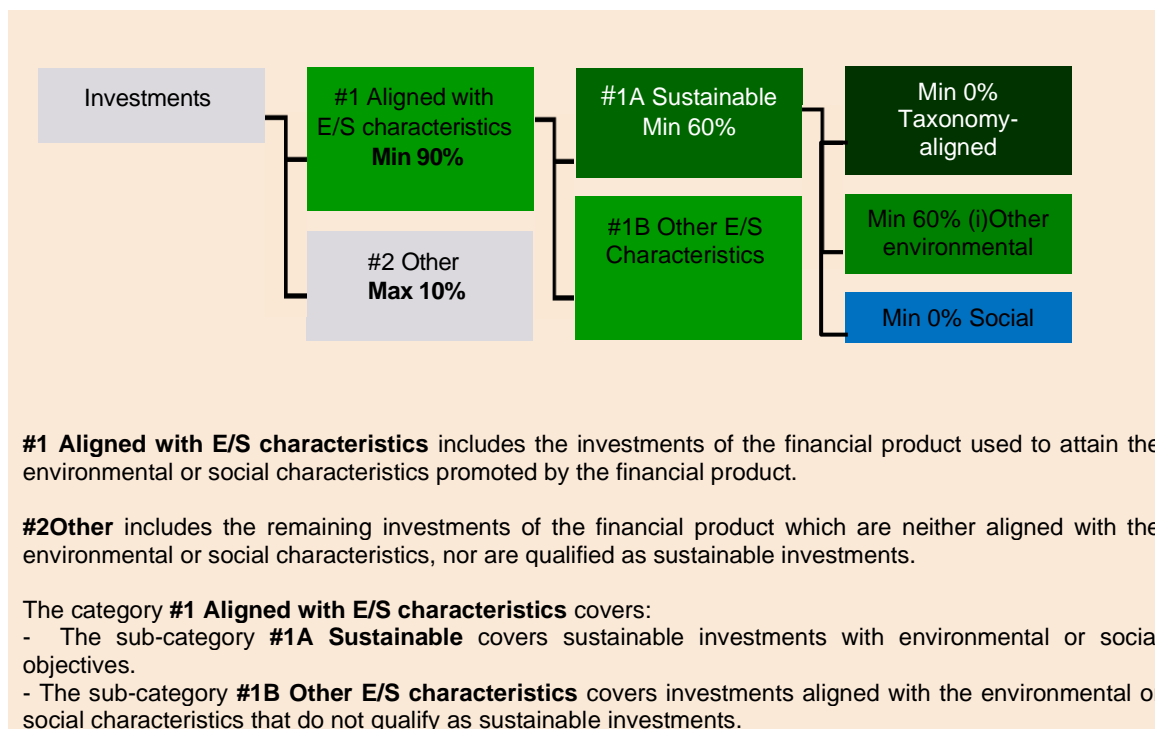 Investments
#1 Aligned with
E/S characteristics
Min 90%
#2 Other
Max 10%
#1A Sustainable
Min 60%
#1B Other E/S
Characteristics
Min 0%
Taxonomy-
aligned
Min 60% (i)Other
environmental
Min 0% Social
#1 Aligned with E/S characteristics includes the investments of the financial product used to attain the
environmental or social characteristics promoted by the financial product.
#2Other includes the remaining investments of the financial product which are neither aligned with the
environmental or social characteristics, nor are qualified as sustainable investments.
The category #1 Aligned with E/S characteristics covers:
- The sub-category #1A Sustainable covers sustainable investments with environmental or social
objectives.
- The sub-category #1B Other E/S characteristics covers investments aligned with the environmental or
social characteristics that do not qualify as sustainable investments.